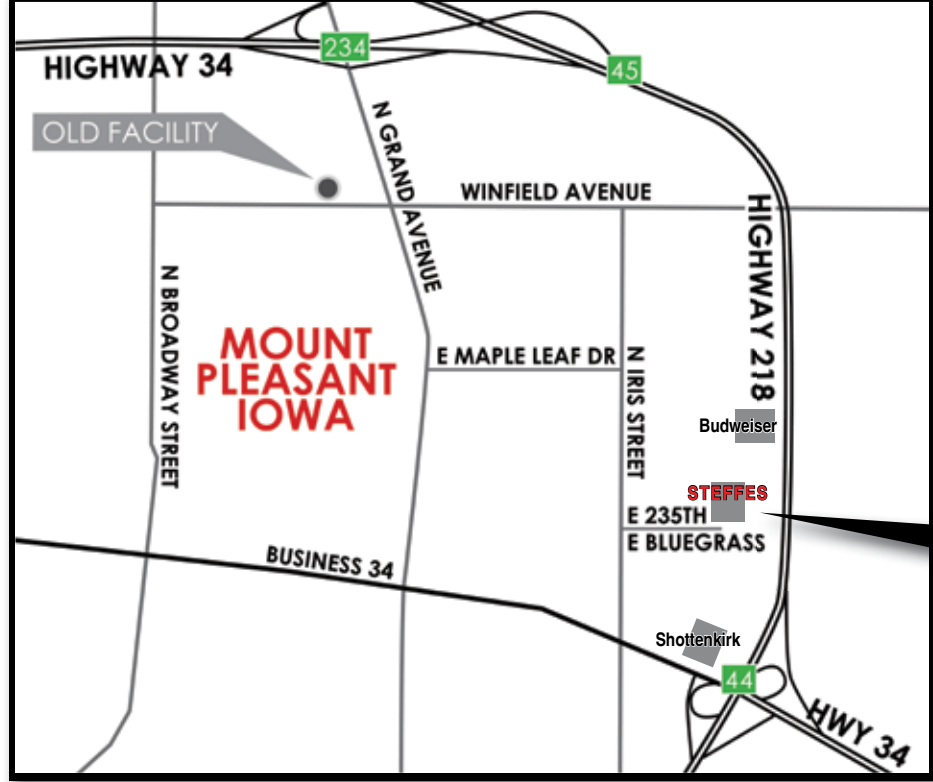 234
45
HIGHWAY 34
OLD FACILITY
N GRAND AVENUE
WINFIELD AVENUE
HIGHWAY 218
N BROADWAY STREET
MOUNT
PLEASANT
IOWA
E MAPLE LEAF DR
N IRIS STREET
Budweiser
STEFFES
E 235TH
E BLUEGRASS
BUSINESS 34
Shottenkirk
44
HWY 34